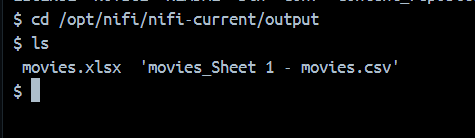 $ cd /opt/nifi/nifi-current/output
$ ls
movies.xlsx  'movies_Sheet 1 - movies.csv'
$